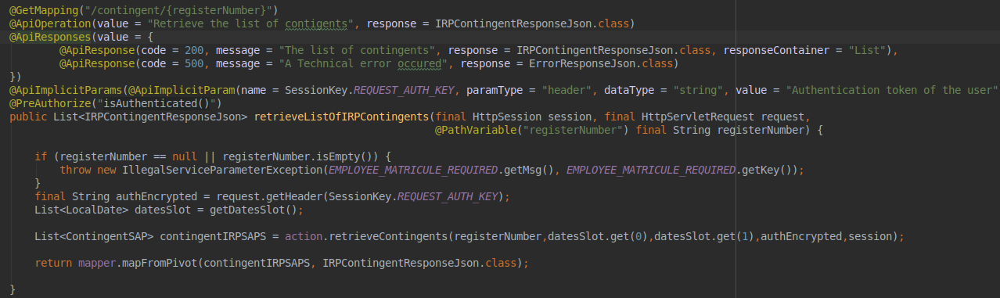 @GetMapping("/contingent/{registerNumber}")
@ApiOperation(value = "Retrieve the list of contigents", response = IRPContingentResponseJson.class)
@ApiResponses(value = {
        @ApiResponse(code = 200, message = "The list of contingents", response = IRPContingentResponseJson.class, responseContainer = "List"),
        @ApiResponse(code = 500, message = "A Technical error occured", response = ErrorResponseJson.class)
})
@ApiImplicitParams(@ApiImplicitParam(name = SessionKey.REQUEST_AUTH_KEY, paramType = "header", dataType = "string", value = "Authentication token of the user"
@PreAuthorize("isAuthenticated()")
public List<IRPContingentResponseJson> retrieveListOfIRPContingents(final HttpSession session, final HttpServletRequest request,
                                                                    @PathVariable("registerNumber") final String registerNumber) {
    if (registerNumber == null || registerNumber.isEmpty()) {
        throw new IllegalServiceParameterException(EMPLOYEE_MATRICULE_REQUIRED.getMsg(), EMPLOYEE_MATRICULE_REQUIRED.getKey());
    }
    final String authEncrypted = request.getHeader(SessionKey.REQUEST_AUTH_KEY);
    List<LocalDate> datesSlot = getDatesSlot();
    List<ContingentSAP> contingentIRPSAPS = action.retrieveContingents(registerNumber,datesSlot.get(0),datesSlot.get(1),authEncrypted,session);
    return mapper.mapFromPivot(contingentIRPSAPS, IRPContingentResponseJson.class);
}